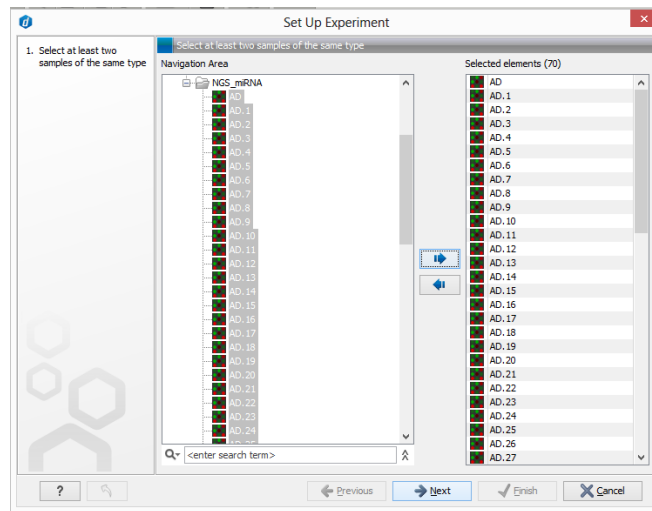 Set Up Experiment
1. Select at least two
samples of the same type
Select at least two samples of the same type
Navigation Area
NGS_miRNA
AD
AD.1
AD.2
AD.3
AD.4
AD.5
AD.6
AD.7
AD.8
AD.9
AD.10
AD.11
AD.12
AD.13
AD.14
AD.15
AD.16
AD.17
AD.18
AD.19
AD.20
AD.21
AD.22
AD.23
AD.24
<enter search term>
Selected elements (70)
AD
AD.1
AD.2
AD.3
AD.4
AD.5
AD.6
AD.7
AD.8
AD.9
AD.10
AD.11
AD.12
AD.13
AD.14
AD.15
AD.16
AD.17
AD.18
AD.19
AD.20
AD.21
AD.22
AD.23
AD.24
AD.25
AD.26
AD.27
? Previous Next Finish Cancel